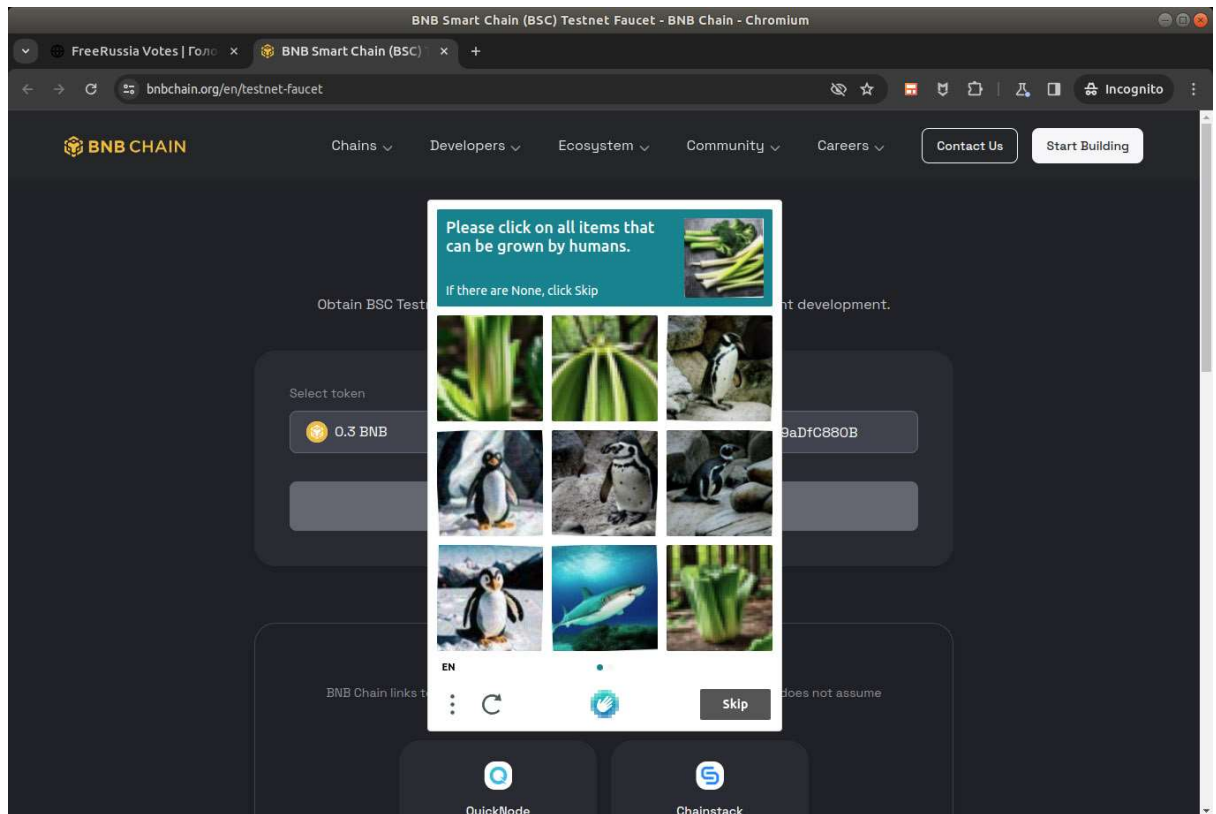 BNB Smart Chain (BSC) Testnet Faucet - BNB Chain - Chromium
FreeRussia Votes | Голо
BNB Smart Chain (BSC)
bnbchain.org/en/testnet-faucet
Incognito
BNB CHAIN
Chains
Developers
Ecosystem
Community
Careers
Contact Us
Start Building
Please click on all items that
can be grown by humans.
If there are None, click Skip
Obtain BSC Test
nt development.
Select token
0.3 BNB
9aDfC880B
EN
BNB Chain links t
does not assume
Skip
QuickNode
Chainstack